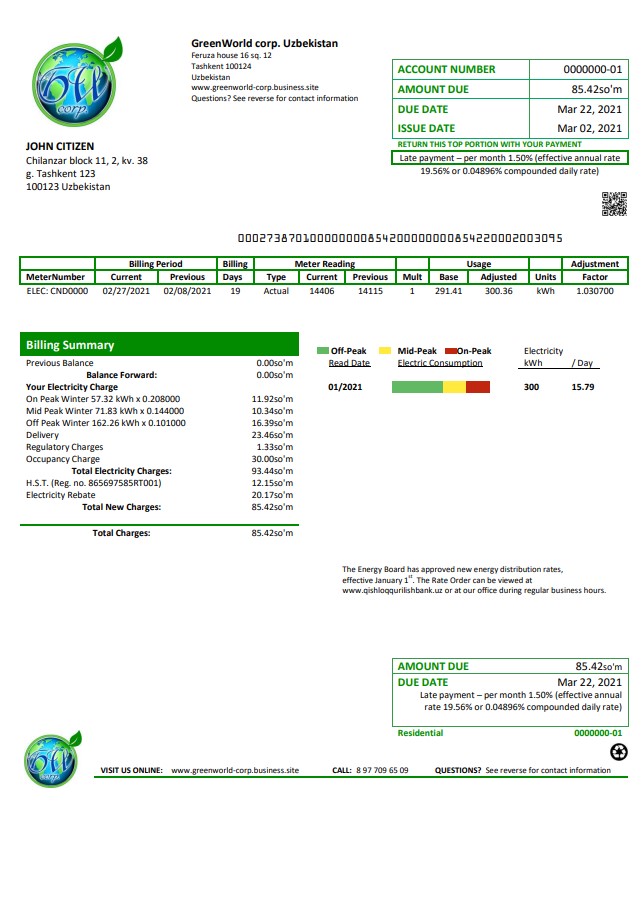 GreenWorld corp. Uzbekistan
Feruza house 16 sq. 12
Tashkent 100124
Uzbekistan
www.greenworld-corp.business.site
Questions? See reverse for contact information
GW
corp.
ACCOUNT NUMBER 0000000-01
AMOUNT DUE 85.42so'm
DUE DATE Mar 22, 2021
ISSUE DATE Mar 02, 2021
RETURN THIS TOP PORTION WITH YOUR PAYMENT
Late payment – per month 1.50% (effective annual rate
19.56% or 0.04896% compounded daily rate)
JOHN CITIZEN
Chilanzar block 11, 2, kv. 38
g. Tashkent 123
100123 Uzbekistan
Billing Period Billing Meter Reading Usage Adjustment
MeterNumber Current Previous Days Type Current Previous Mult Base Adjusted Units Factor
ELEC: CND0000 02/27/2021 02/08/2021 19 Actual 14406 14115 1 291.41 300.36 kWh 1.030700
Billing Summary
Previous Balance 0.00so'm
Balance Forward: 0.00so'm
Your Electricity Charge
On Peak Winter 57.32 kWh x 0.208000 11.92so'm
Mid Peak Winter 71.83 kWh x 0.144000 10.34so'm
Off Peak Winter 162.26 kWh x 0.101000 16.39so'm
Delivery 23.46so'm
Regulatory Charges 1.33so'm
Occupancy Charge 30.00so'm
Total Electricity Charges: 93.44so'm
H.S.T. (Reg. no. 865697585RT001) 12.15so'm
Electricity Rebate 20.17so'm
Total New Charges: 85.42so'm
Total Charges: 85.42so'm
Off-Peak Mid-Peak On-Peak Electricity
Read Date Electric Consumption kWh / Day
01/2021 300 15.79
The Energy Board has approved new energy distribution rates,
effective January 1st. The Rate Order can be viewed at
www.qishloqqurilishbank.uz or at our office during regular business hours.
AMOUNT DUE 85.42so'm
DUE DATE Mar 22, 2021
Late payment – per month 1.50% (effective annual
rate 19.56% or 0.04896% compounded daily rate)
Residential 0000000-01
GW
corp.
VISIT US ONLINE: www.greenworld-corp.business.site CALL: 8 97 709 65 09 QUESTIONS? See reverse for contact information